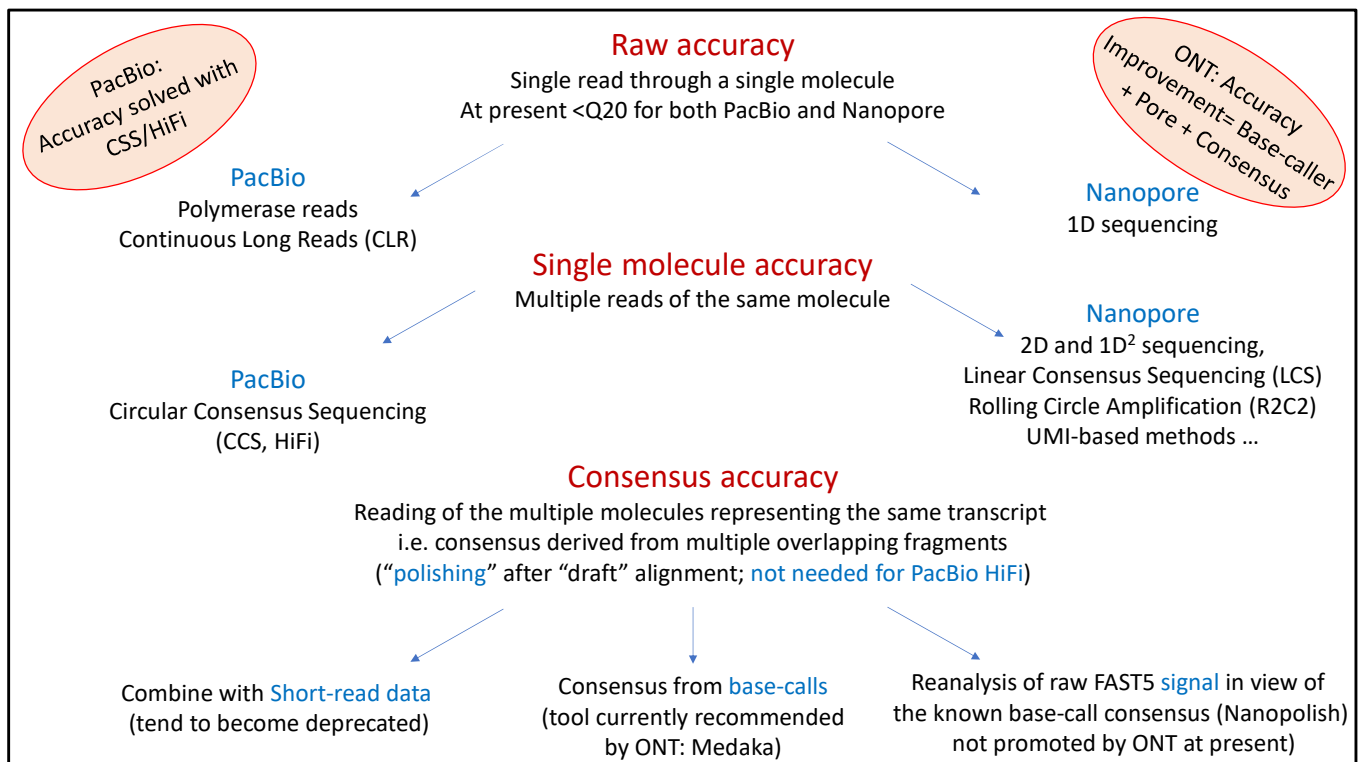 PacBio:
Accuracy solved with
CSS/HiFi
Raw accuracy
Single read through a single molecule
At present <Q20 for both PacBio and Nanopore
ONT: Accuracy
Improvement= Base-caller
+ Pore + Consensus
PacBio
Polymerase reads
Continuous Long Reads (CLR)
Nanopore
1D sequencing
Single molecule accuracy
Multiple reads of the same molecule
PacBio
Circular Consensus Sequencing
(CCS, HiFi)
Nanopore
2D and 1D² sequencing,
Linear Consensus Sequencing (LCS)
Rolling Circle Amplification (R2C2)
UMI-based methods …
Consensus accuracy
Reading of the multiple molecules representing the same transcript
i.e. consensus derived from multiple overlapping fragments
(“polishing” after “draft” alignment; not needed for PacBio HiFi)
Combine with Short-read data
(tend to become deprecated)
Consensus from base-calls
(tool currently recommended
by ONT: Medaka)
Reanalysis of raw FAST5 signal in view of
the known base-call consensus (Nanopolish)
not promoted by ONT at present)